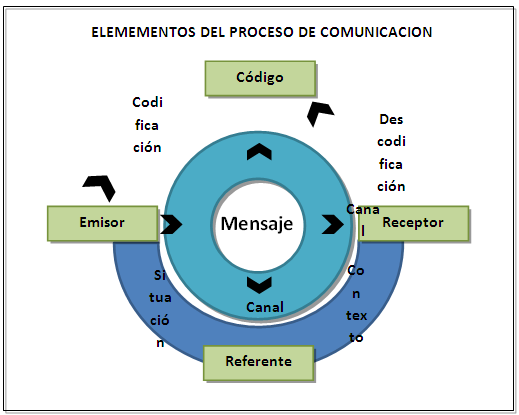 ELEMEMENTOS DEL PROCESO DE COMUNICACION
Código
Codi
fica
ción
Des
codi
fica
ción
Emisor
Mensaje
Cana
l
Receptor
Si
tua
ció
n
Canal
Co
n
tex
to
Referente